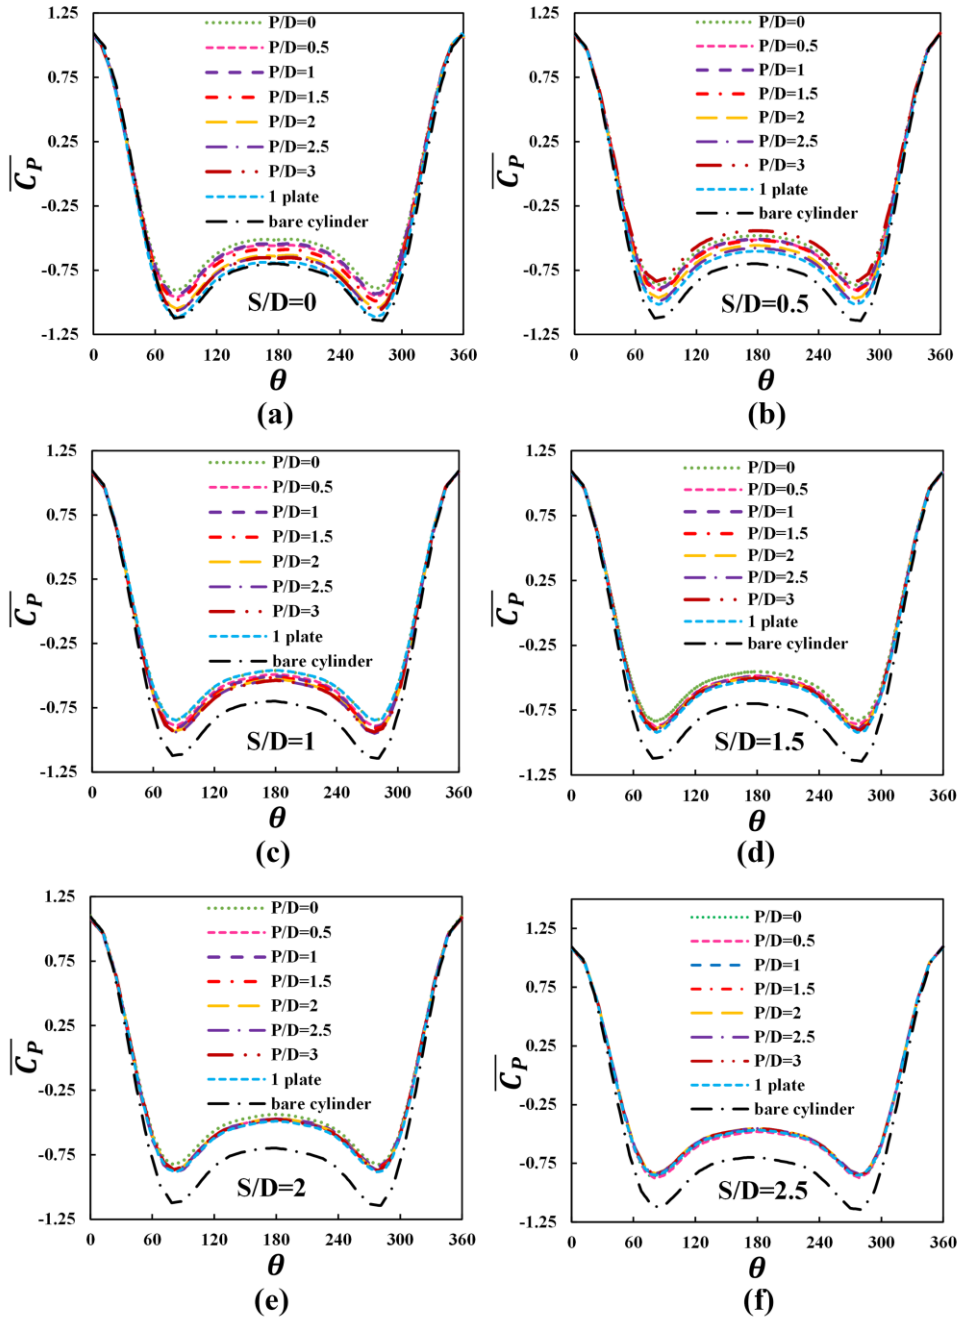 P/D=0
P/D=0.5
P/D=1
P/D=1.5
P/D=2
P/D=2.5
P/D=3
1 plate
bare cylinder
0.75
0.25
-0.25
-0.75
-1.25
C_P
S/D=0
0 60 120 180 240 300 360
θ
(a)
P/D=0
P/D=0.5
P/D=1
P/D=1.5
P/D=2
P/D=2.5
P/D=3
1 plate
bare cylinder
0.75
0.25
-0.25
-0.75
-1.25
C_P
S/D=0.5
0 60 120 180 240 300 360
θ
(b)
1.25
0.75
0.25
-0.25
-0.75
-1.25
C_P
P/D=0
P/D=0.5
P/D=1
P/D=1.5
P/D=2
P/D=2.5
P/D=3
1 plate
bare cylinder
S/D=1
0 60 120 180 240 300 360
θ
(c)
1.25
0.75
0.25
-0.25
-0.75
-1.25
C_P
P/D=0
P/D=0.5
P/D=1
P/D=1.5
P/D=2
P/D=2.5
P/D=3
1 plate
bare cylinder
S/D=1.5
0 60 120 180 240 300 360
θ
(d)
1.25
0.75
0.25
-0.25
-0.75
-1.25
C_P
P/D=0
P/D=0.5
P/D=1
P/D=1.5
P/D=2
P/D=2.5
P/D=3
1 plate
bare cylinder
S/D=2
0 60 120 180 240 300 360
θ
(e)
1.25
0.75
0.25
-0.25
-0.75
-1.25
C_P
P/D=0
P/D=0.5
P/D=1
P/D=1.5
P/D=2
P/D=2.5
P/D=3
1 plate
bare cylinder
S/D=2.5
0 60 120 180 240 300 360
θ
(f)